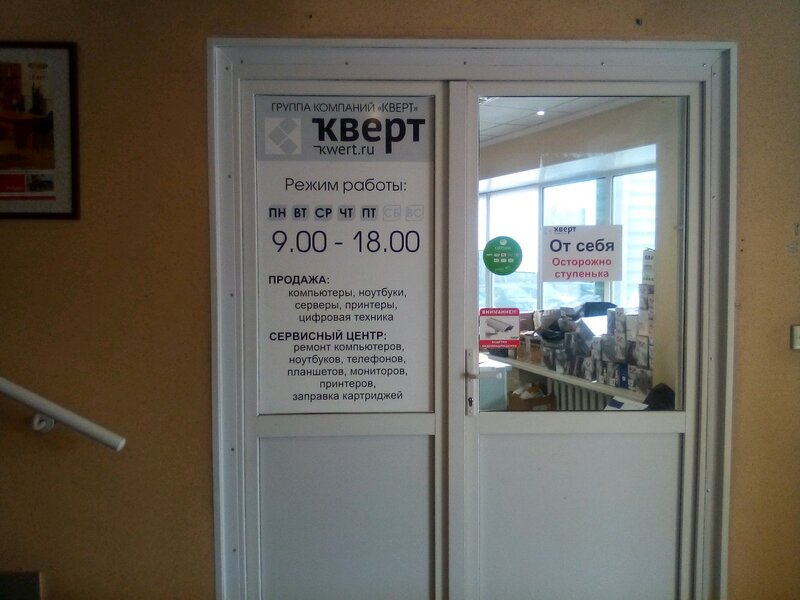 ГРУППА КОМПАНИЙ «КВЕРТ»
кверт
kwert.ru
Режим работы:
ПН ВТ СР ЧТ ПТ СБ ВС
9.00 - 18.00
ПРОДАЖА:
компьютеры, ноутбуки,
серверы, принтеры,
цифровая техника
СЕРВИСНЫЙ ЦЕНТР:
ремонт компьютеров,
ноутбуков, телефонов,
планшетов, мониторов,
принтеров,
заправка картриджей
кверт
От себя
Осторожно
ступенька
ВНИМАНИЕ!
ВЕДЕТСЯ
ВИДЕОНАБЛЮДЕНИЕ